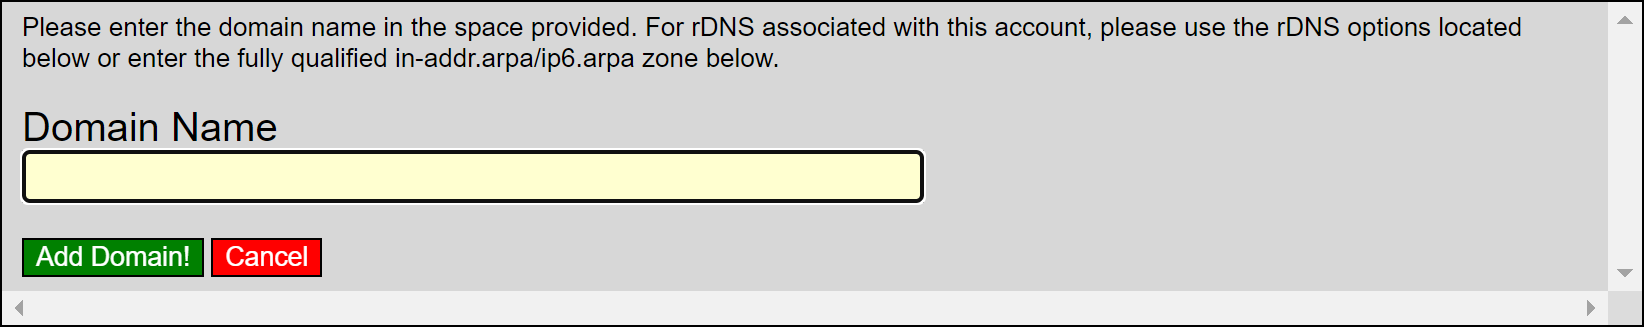 Please enter the domain name in the space provided. For rDNS associated with this account, please use the rDNS options located
below or enter the fully qualified in-addr.arpa/ip6.arpa zone below.
Domain Name
Add Domain! Cancel